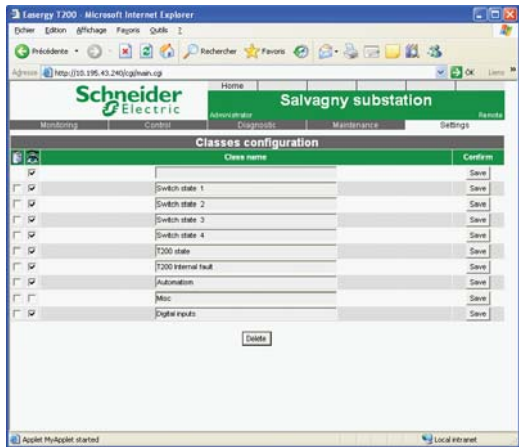 Easergy T200 - Microsoft Internet Explorer
Fichier Edition Affichage Favoris Outils ?
Précédente Rechercher Favoris
Adresse http://10.195.43.240/cgi/main.cgi OK Liens
Schneider Electric
Home
Salvagny substation
Administrator Remote
Monitoring Control Diagnostic Maintenance Settings
Classes configuration
Class name Confirm
Save
Switch state 1 Save
Switch state 2 Save
Switch state 3 Save
Switch state 4 Save
T200 state Save
T200 Internal fault Save
Automatism Save
Misc Save
Digital inputs Save
Delete
Applet MyApplet started Local intranet